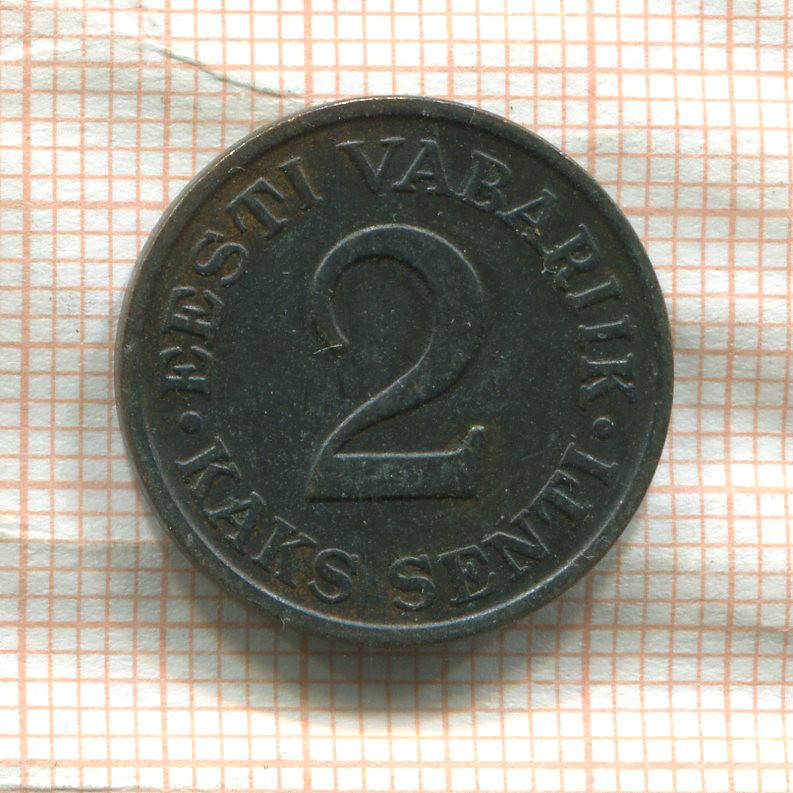 EESTI VABARIIK
2
· KAKS SENTI ·